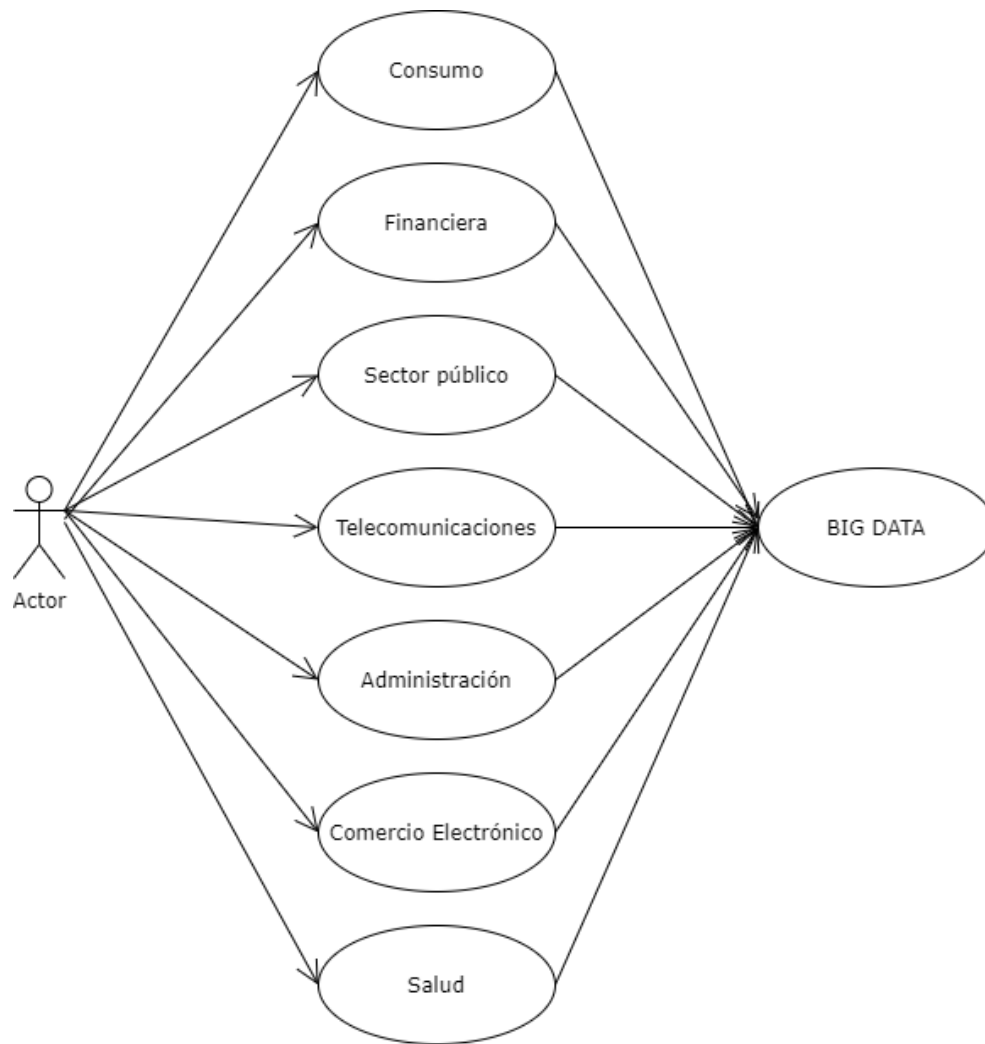 Consumo
Financiera
Sector público
Telecomunicaciones
BIG DATA
Actor
Administración
Comercio Electrónico
Salud